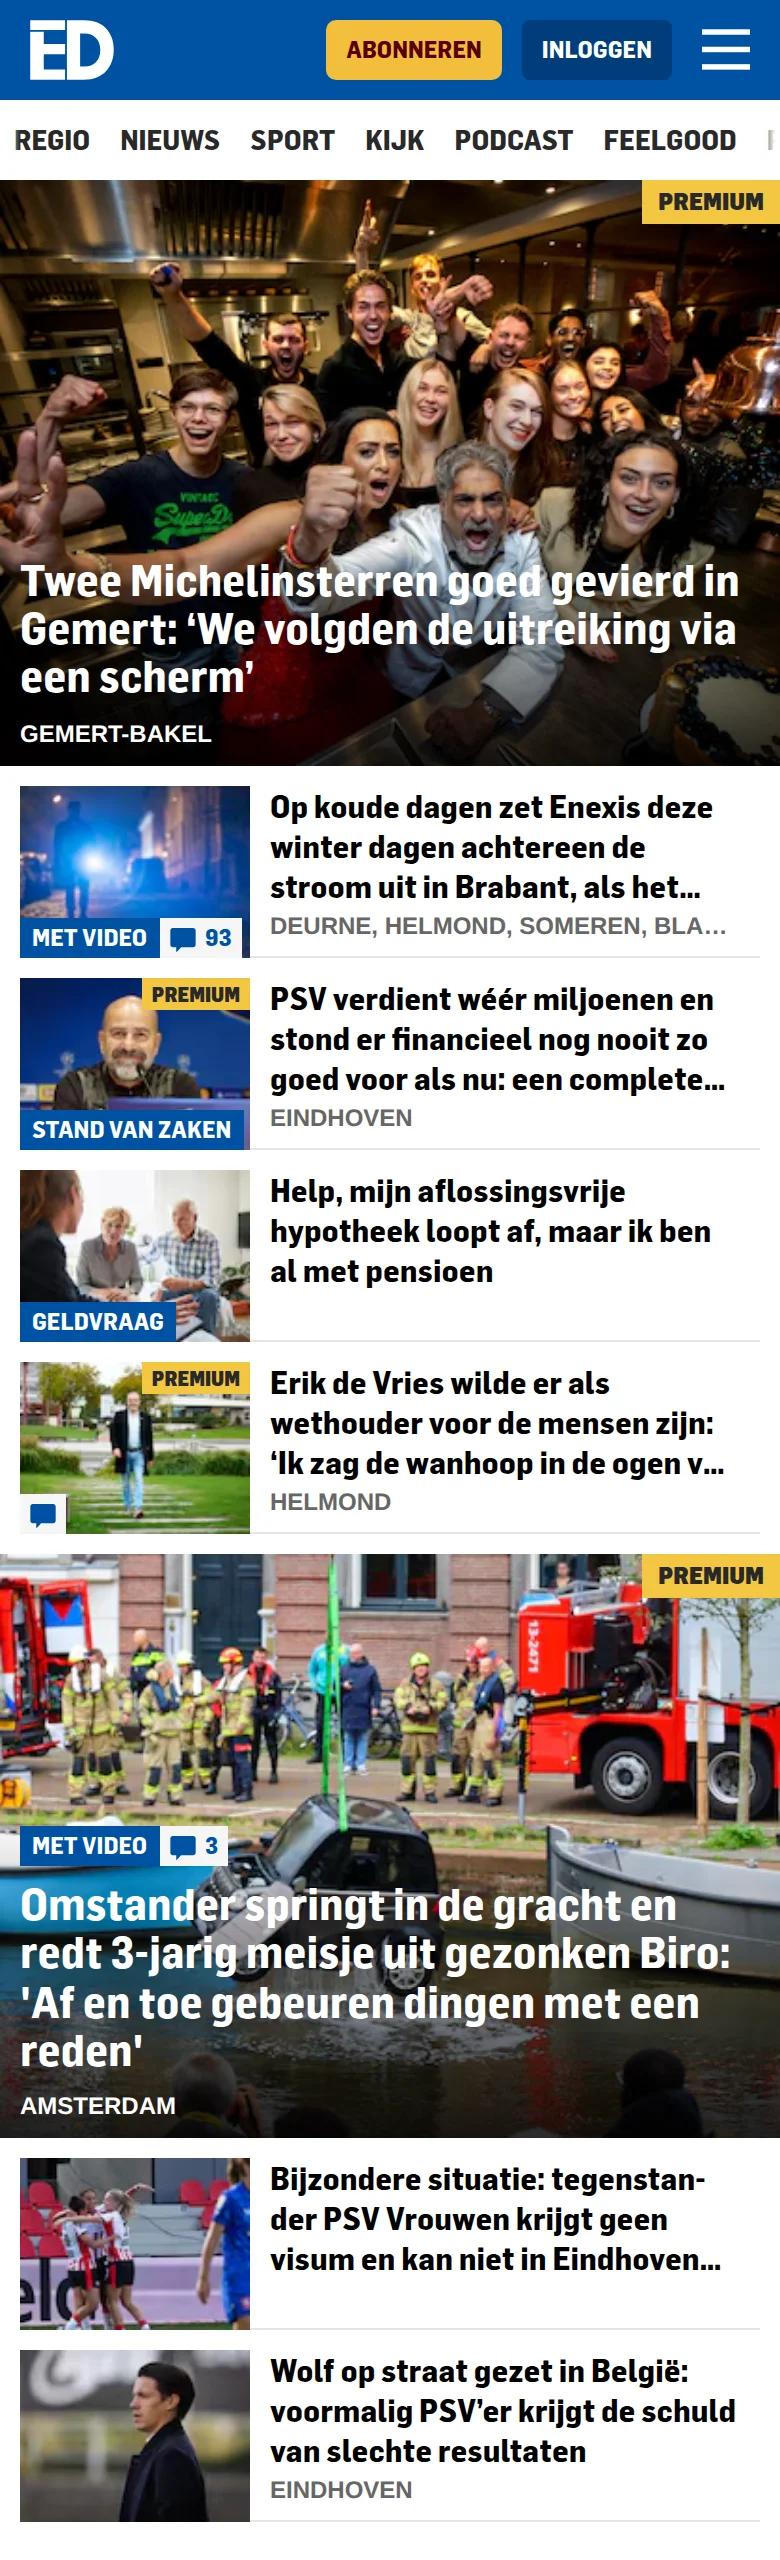 ED
ABONNEREN
INLOGGEN
REGIO NIEUWS SPORT KIJK PODCAST FEELGOOD
PREMIUM
VINTAGE
SuperD
Twee Michelinsterren goed gevierd in
Gemert: ‘We volgden de uitreiking via
een scherm’
GEMERT-BAKEL
Op koude dagen zet Enexis deze
winter dagen achtereen de
stroom uit in Brabant, als het...
DEURNE, HELMOND, SOMEREN, BLA...
MET VIDEO
93
PREMIUM
STAND VAN ZAKEN
PSV verdient wéér miljoenen en
stond er financieel nog nooit zo
goed voor als nu: een complete...
EINDHOVEN
GELDVRAAG
Help, mijn aflossingsvrije
hypotheek loopt af, maar ik ben
al met pensioen
PREMIUM
Erik de Vries wilde er als
wethouder voor de mensen zijn:
‘Ik zag de wanhoop in de ogen v...
HELMOND
PREMIUM
13-2471
MET VIDEO
3
Omstander springt in de gracht en
redt 3-jarig meisje uit gezonken Biro:
'Af en toe gebeuren dingen met een
reden'
AMSTERDAM
Bijzondere situatie: tegenstan-
der PSV Vrouwen krijgt geen
visum en kan niet in Eindhoven...
Wolf op straat gezet in België:
voormalig PSV’er krijgt de schuld
van slechte resultaten
EINDHOVEN